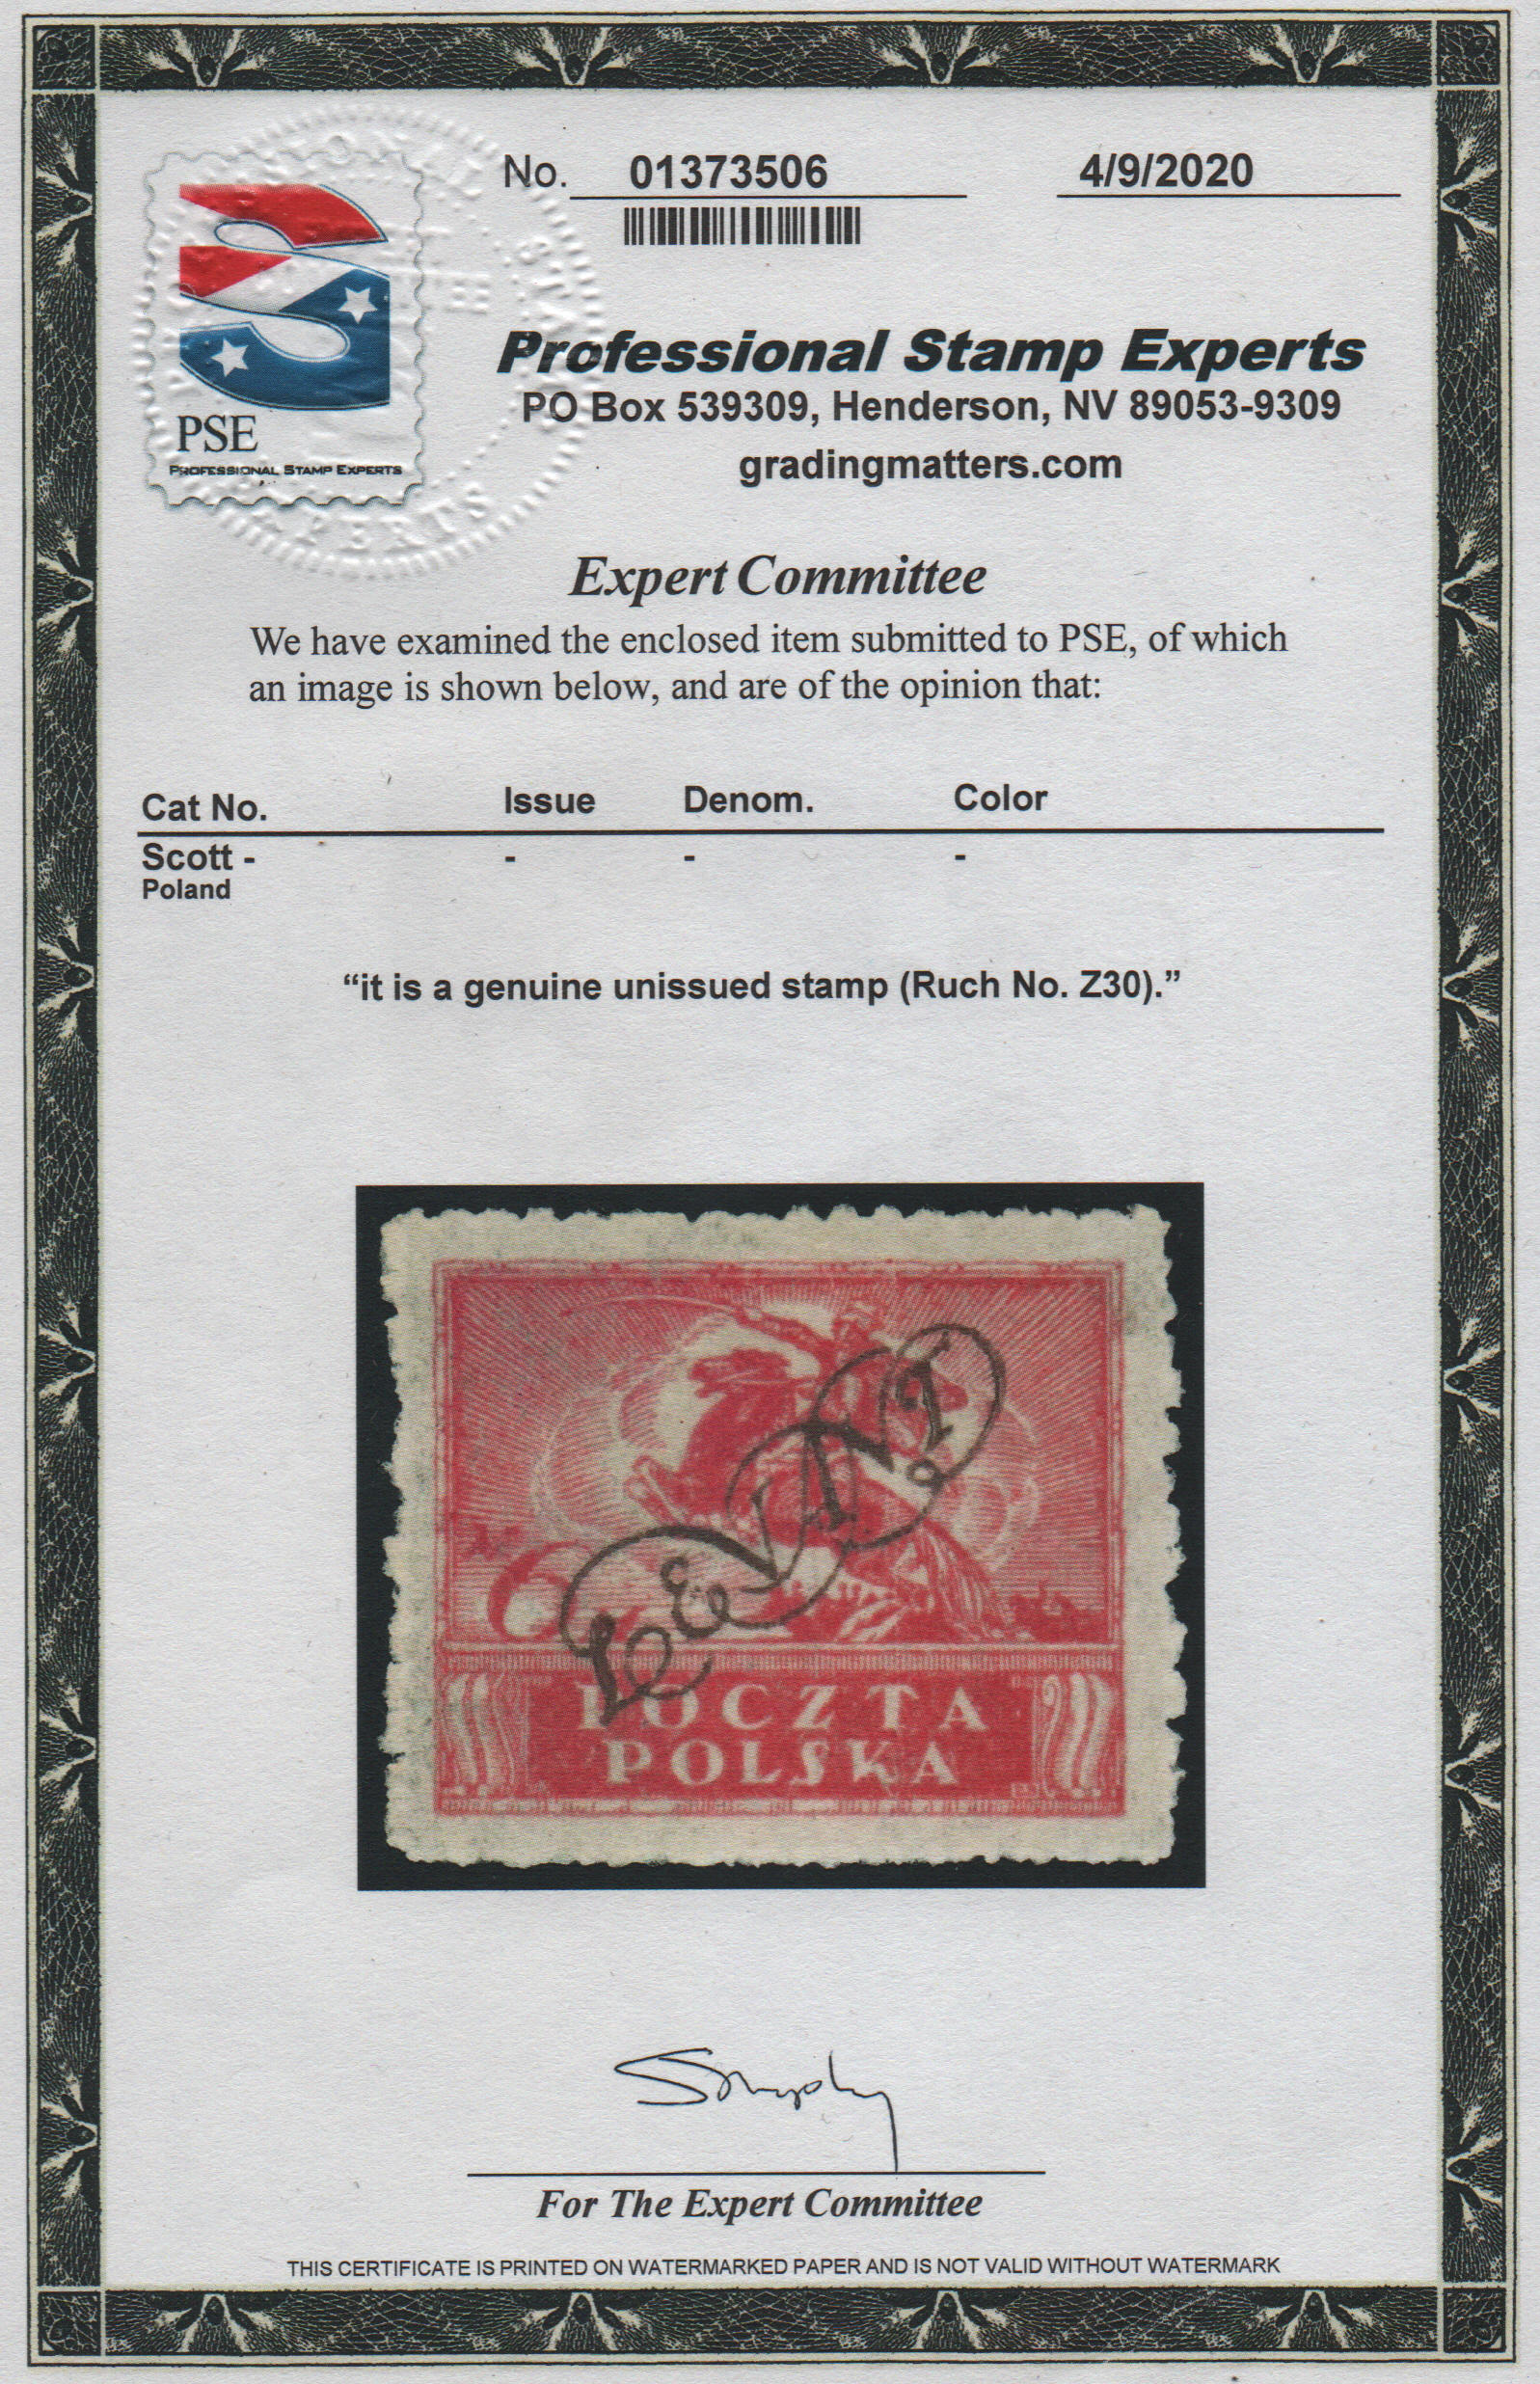 No. 01373506 4/9/2020
PSE
PROFESSIONAL STAMP EXPERTS
Professional Stamp Experts
PO Box 539309, Henderson, NV 89053-9309
gradingmatters.com
Expert Committee
We have examined the enclosed item submitted to PSE, of which
an image is shown below, and are of the opinion that:
Cat No. Issue Denom. Color
Scott - - - -
Poland
“it is a genuine unissued stamp (Ruch No. Z30).”
LEVANT
POCZTA
POLSKA
For The Expert Committee
THIS CERTIFICATE IS PRINTED ON WATERMARKED PAPER AND IS NOT VALID WITHOUT WATERMARK